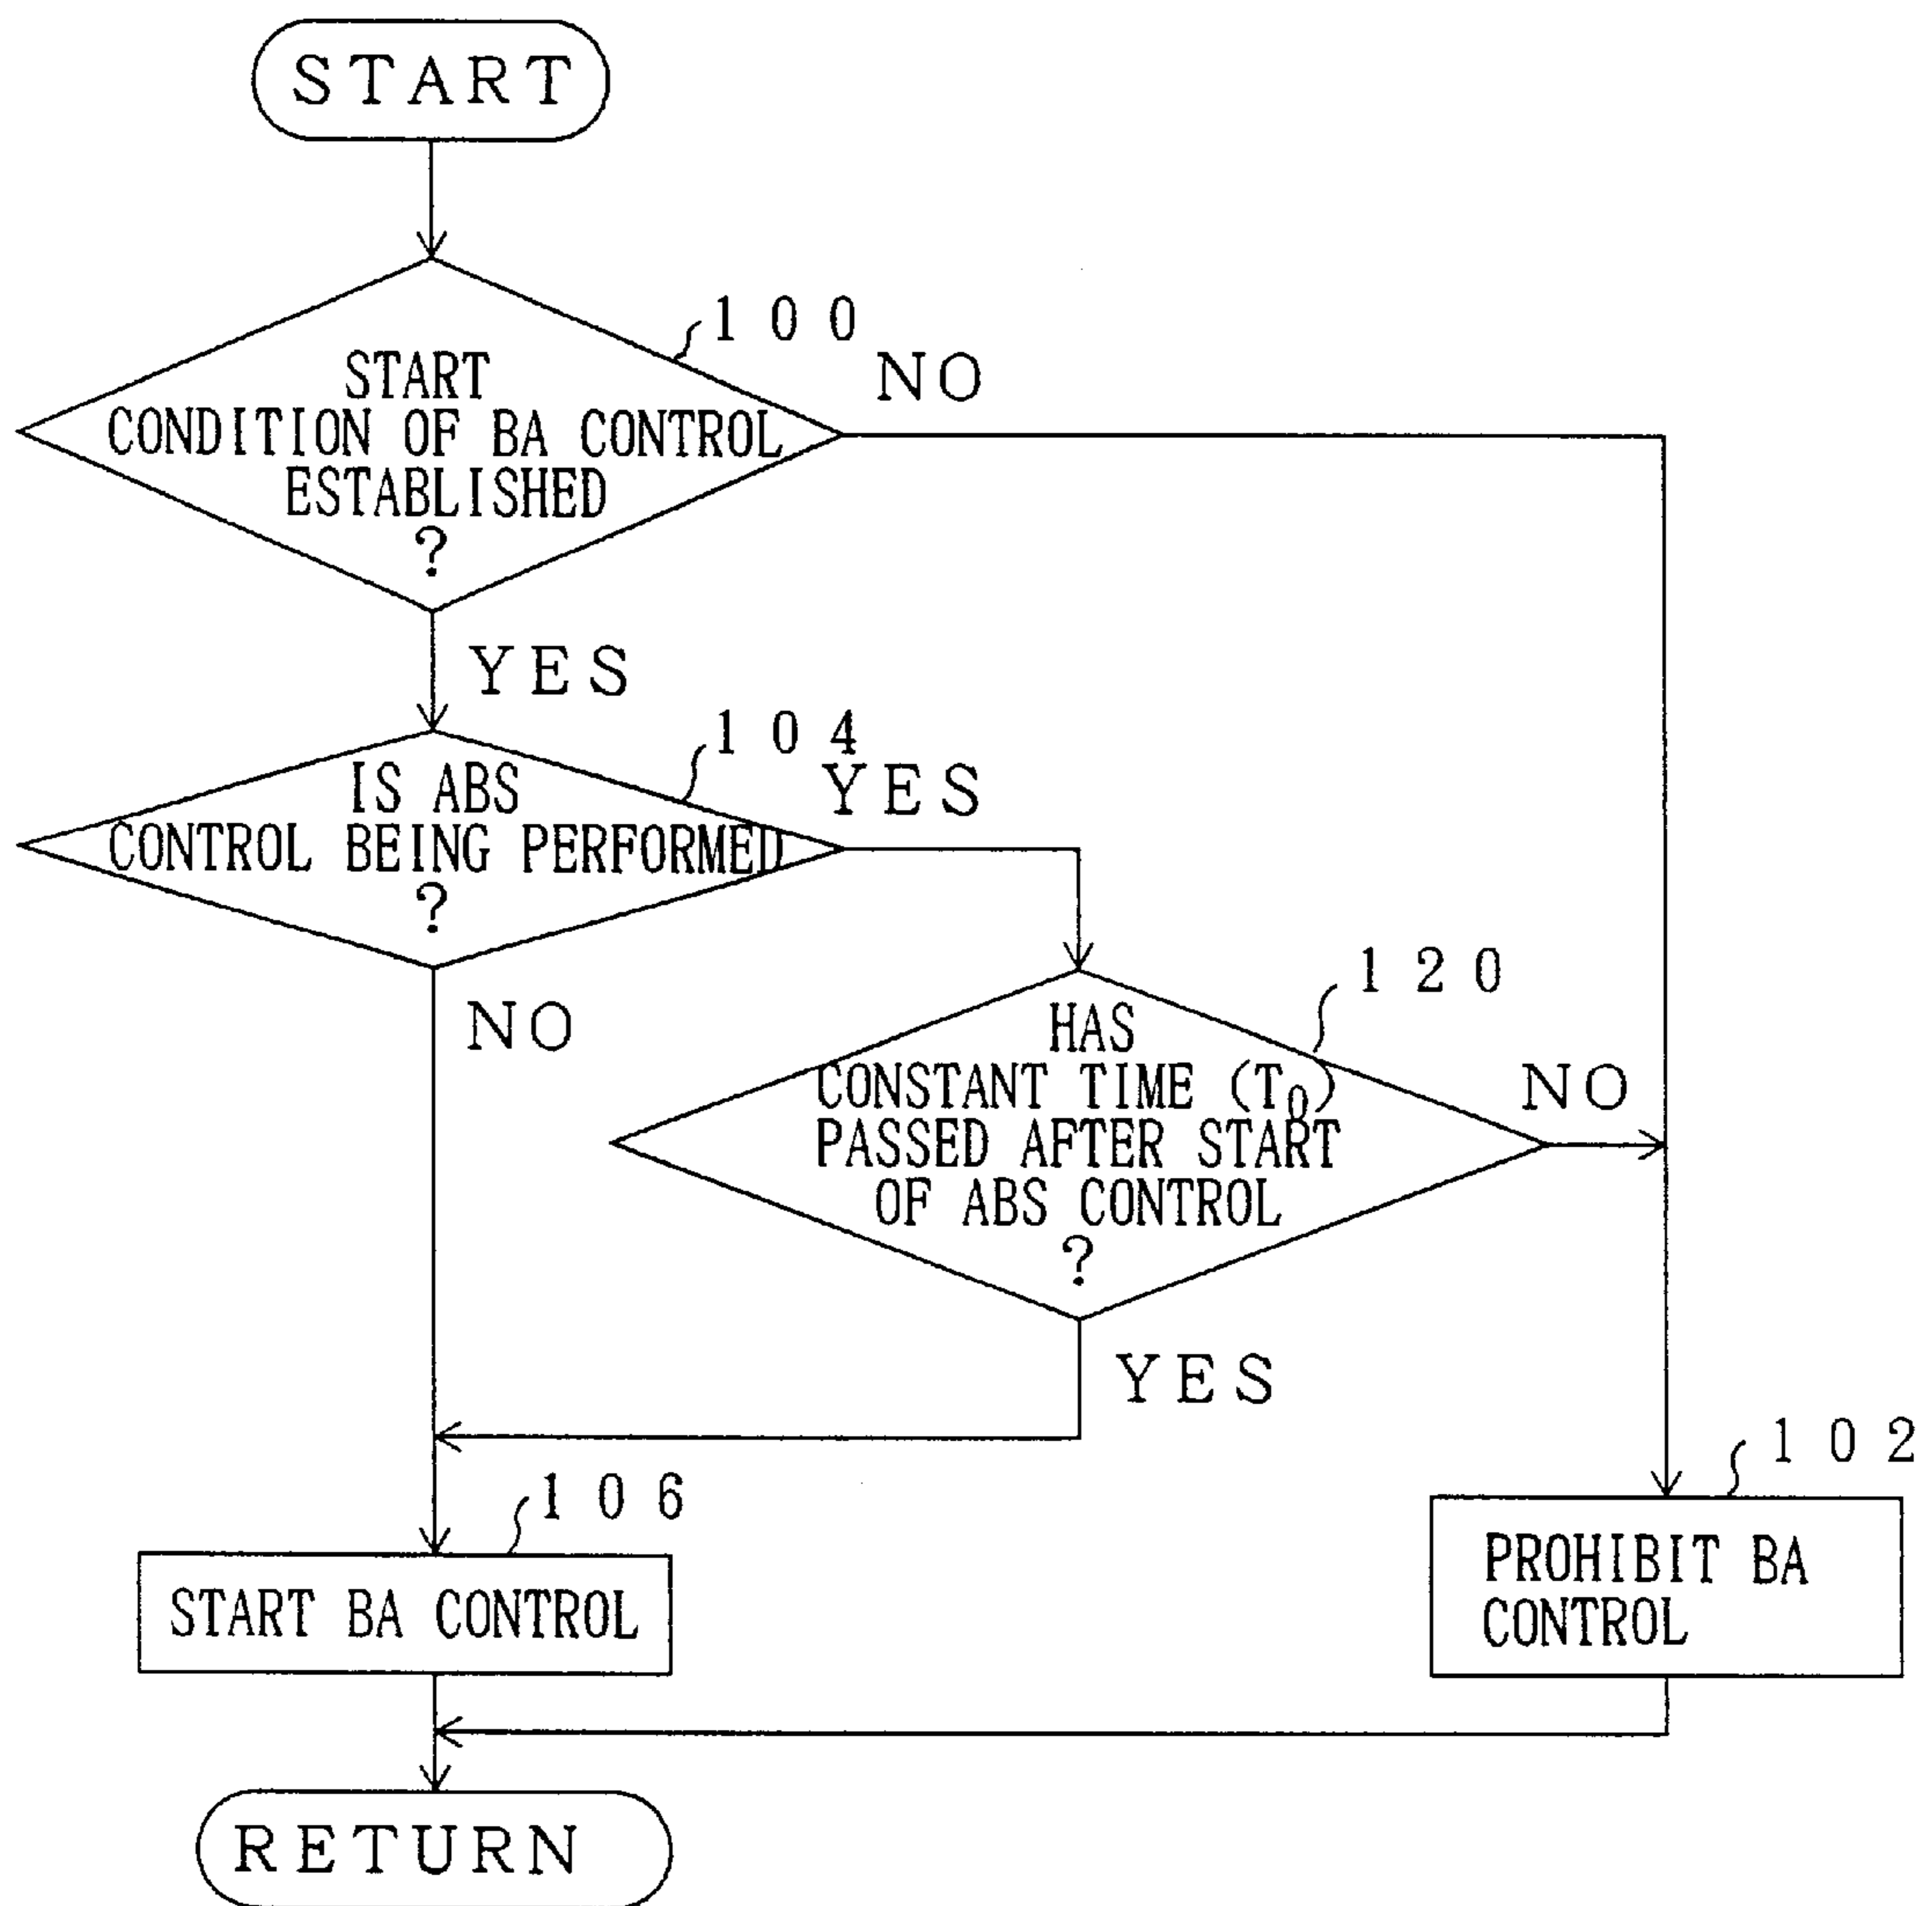 START
100
START
CONDITION OF BA CONTROL
ESTABLISHED
?
NO
YES
104
IS ABS
CONTROL BEING PERFORMED
?
YES
NO
120
HAS
CONSTANT TIME (T0)
PASSED AFTER START
OF ABS CONTROL
?
NO
YES
106
START BA CONTROL
102
PROHIBIT BA
CONTROL
RETURN